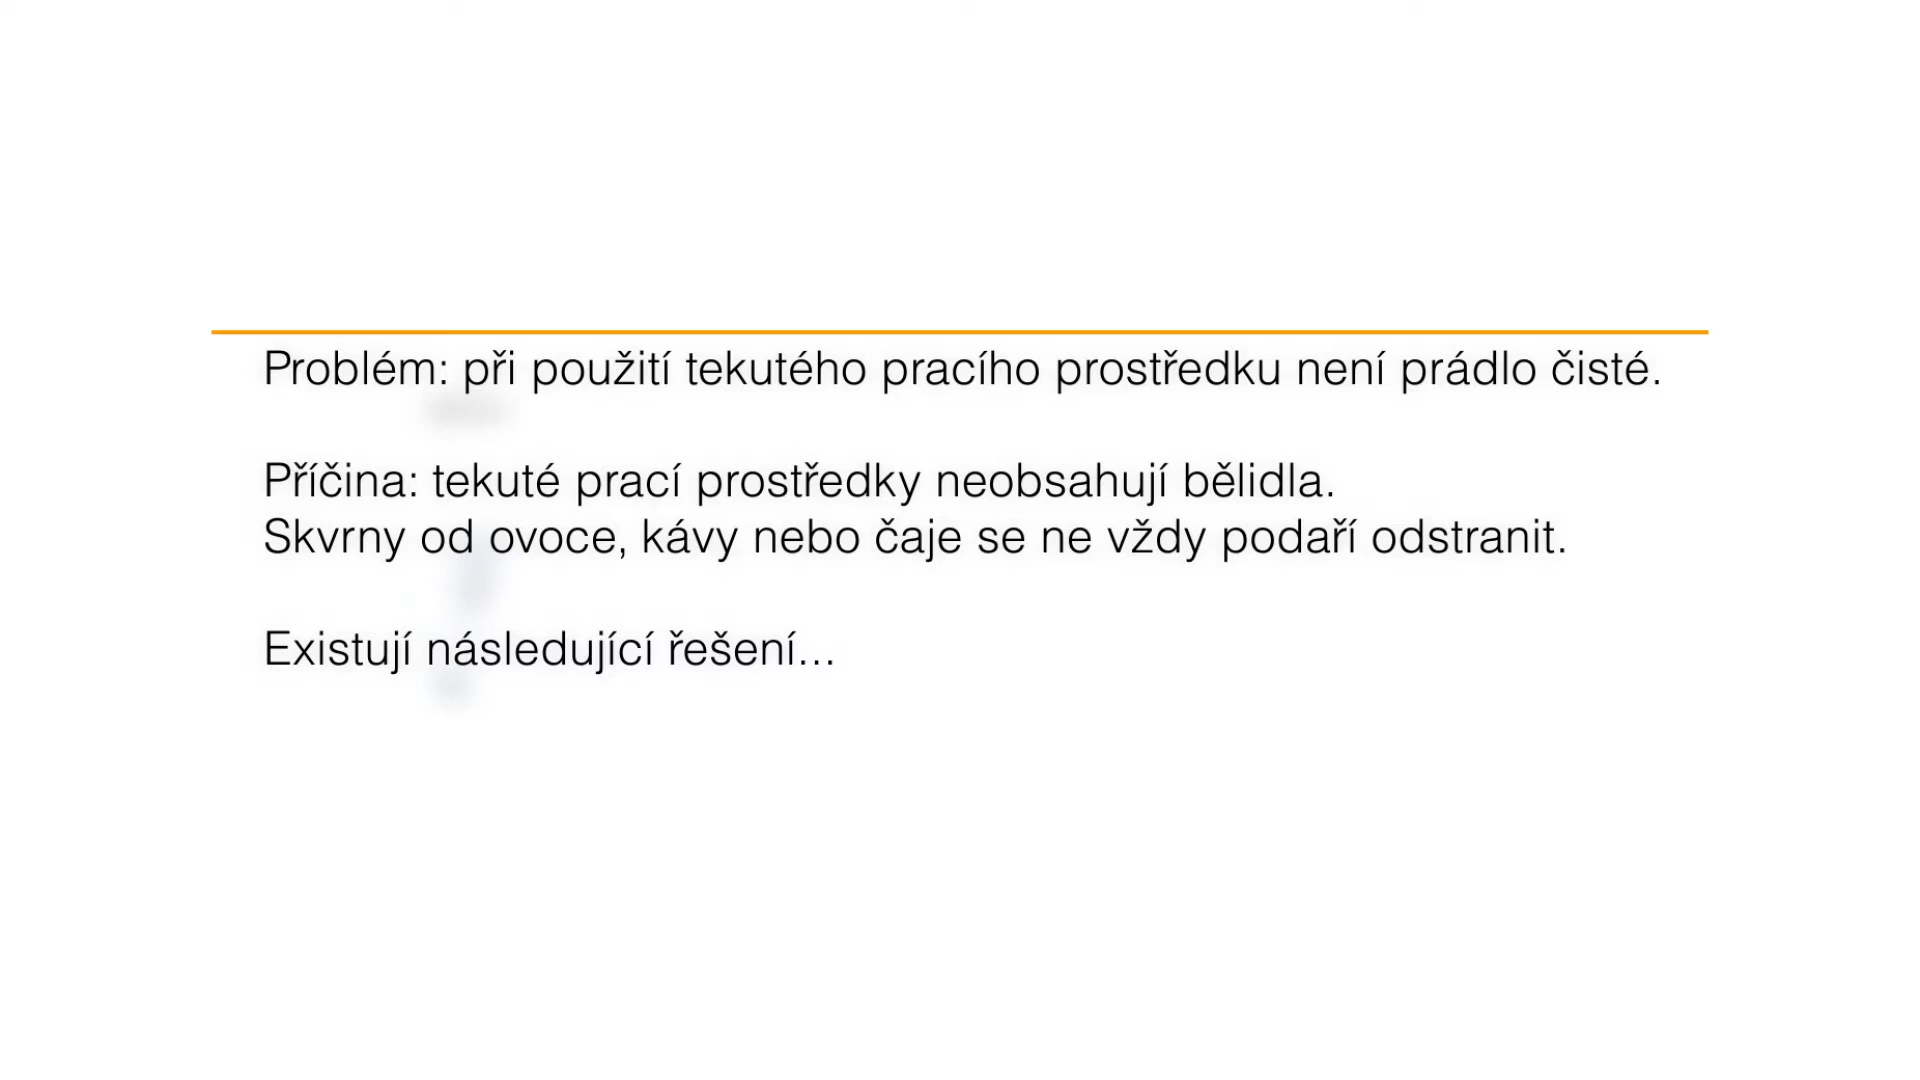 Problém: při použití tekutého pracího prostředku není prádlo čisté.
Příčina: tekuté prací prostředky neobsahují bělidla.
Skvrny od ovoce, kávy nebo čaje se ne vždy podaří odstranit.
Existují následující řešení...